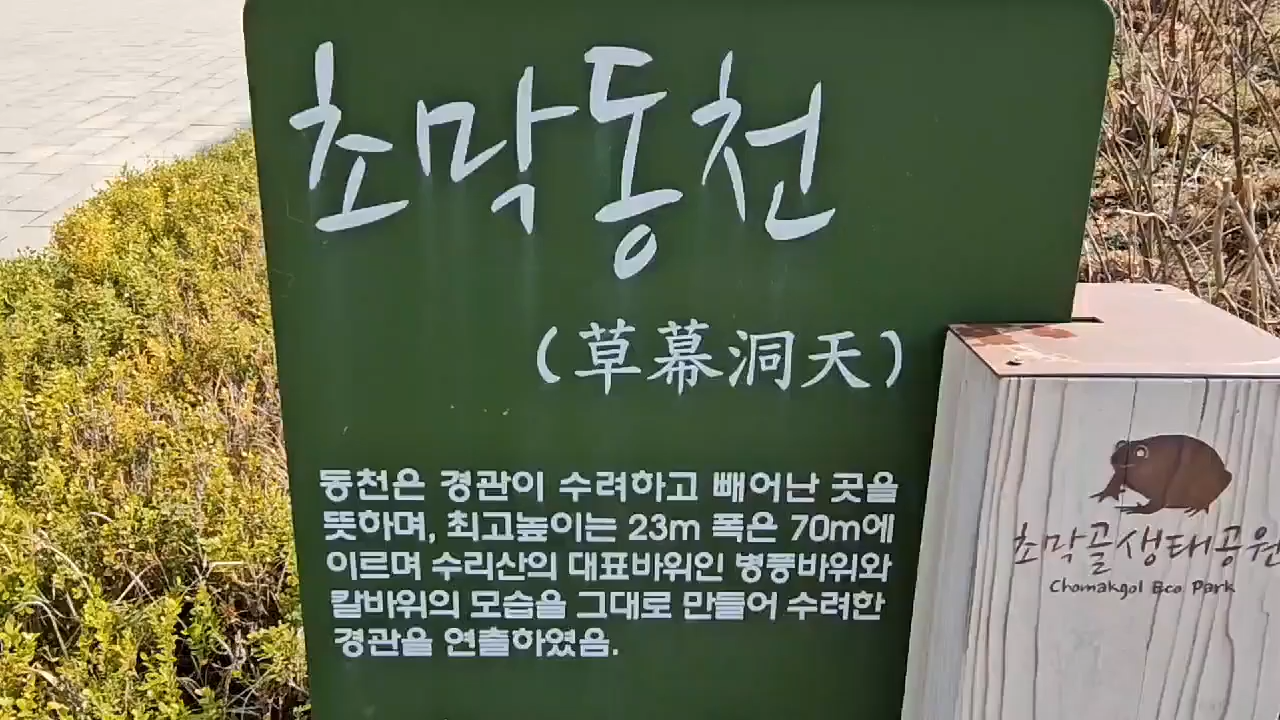 초막동천
(草幕洞天)
동천은 경관이 수려하고 빼어난 곳을
뜻하며, 최고높이는 23m 폭은 70m에
이르며 수리산의 대표바위인 병풍바위와
칼바위의 모습을 그대로 만들어 수려한
경관을 연출하였음.
초막골생태공원
Chomakgol Eco Park